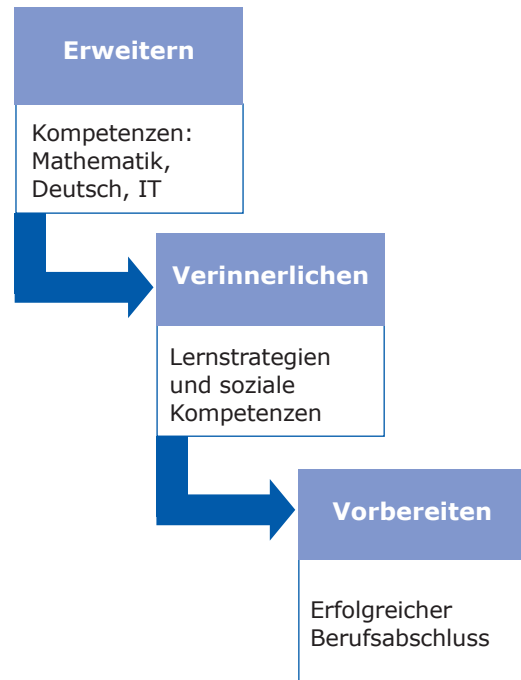 Erweitern
Kompetenzen:
Mathematik,
Deutsch, IT
Verinnerlichen
Lernstrategien
und soziale
Kompetenzen
Vorbereiten
Erfolgreicher
Berufsabschluss